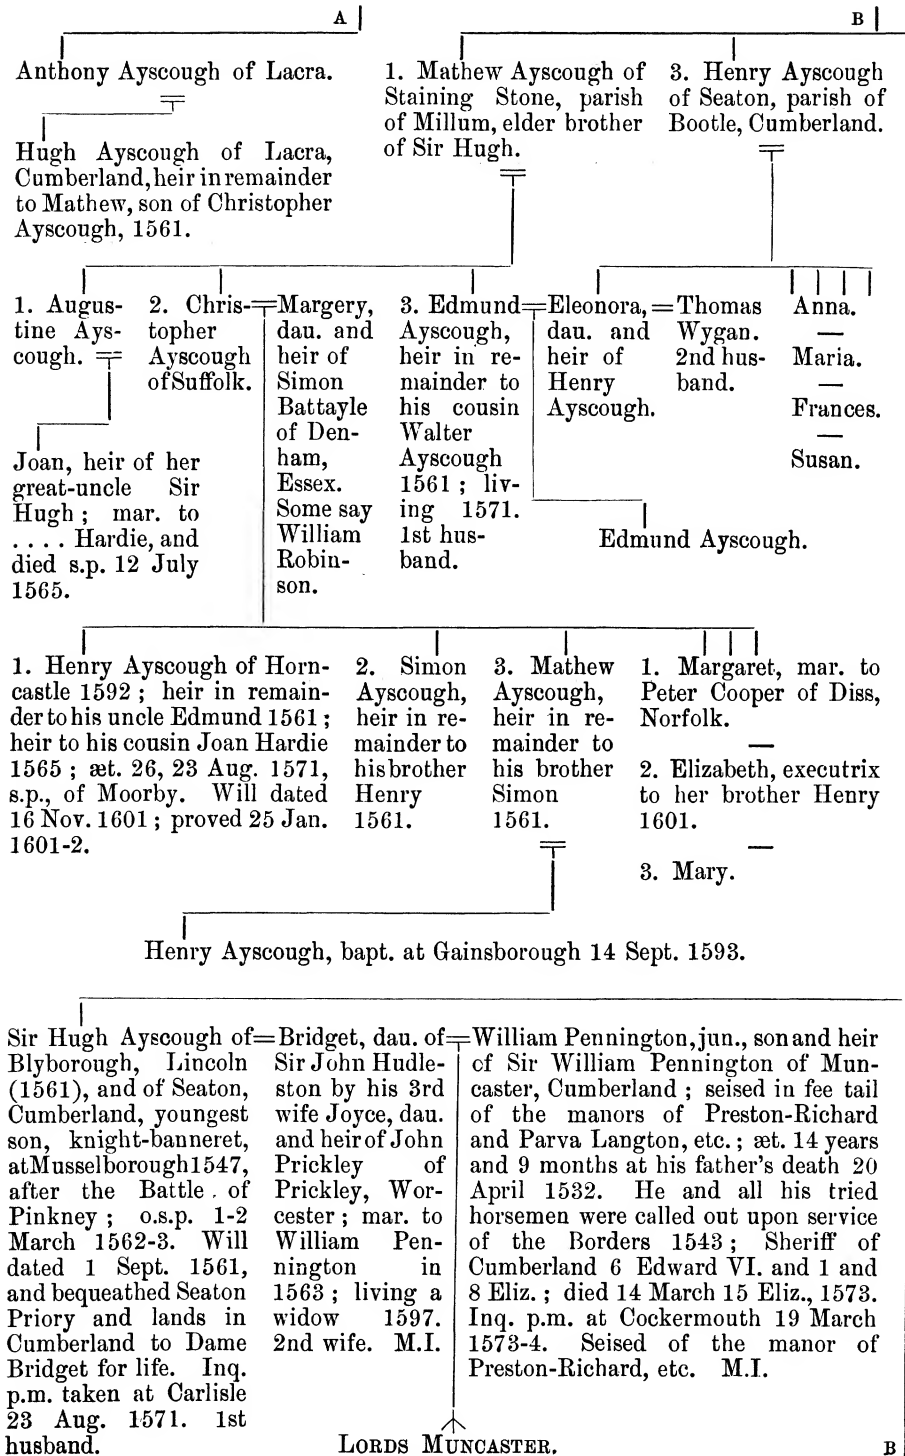 A
B
Anthony Ayscough of Lacra.
Hugh Ayscough of Lacra,
Cumberland, heir in remainder
to Mathew, son of Christopher
Ayscough, 1561.
1. Mathew Ayscough of
Staining Stone, parish
of Millum, elder brother
of Sir Hugh.
3. Henry Ayscough
of Seaton, parish of
Bootle, Cumberland.
1. Augus-
tine Ays-
cough.
2. Chris-
topher
Ayscough
of Suffolk.
Margery,
dau. and
heir of
Simon
Battayle
of Den-
ham,
Essex.
Some say
William
Robin-
son.
3. Edmund
Ayscough,
heir in re-
mainder to
his cousin
Walter
Ayscough
1561 ; liv-
ing 1571.
1st hus-
band.
Eleonora,
dau. and
heir of
Henry
Ayscough.
= Thomas
Wygan.
2nd hus-
band.
Anna.
—
Maria.
—
Frances.
—
Susan.
Joan, heir of her
great-uncle Sir
Hugh ; mar. to
. . . . Hardie, and
died s.p. 12 July
1565.
Edmund Ayscough.
1. Henry Ayscough of Horn-
castle 1592 ; heir in remain-
der to his uncle Edmund 1561 ;
heir to his cousin Joan Hardie
1565 ; æt. 26, 23 Aug. 1571,
s.p., of Moorby. Will dated
16 Nov. 1601 ; proved 25 Jan.
1601-2.
2. Simon
Ayscough,
heir in re-
mainder to
his brother
Henry
1561.
3. Mathew
Ayscough,
heir in re-
mainder to
his brother
Simon
1561.
1. Margaret, mar. to
Peter Cooper of Diss,
Norfolk.
—
2. Elizabeth, executrix
to her brother Henry
1601.
—
3. Mary.
Henry Ayscough, bapt. at Gainsborough 14 Sept. 1593.
Sir Hugh Ayscough of
Blyborough, Lincoln
(1561), and of Seaton,
Cumberland, youngest
son, knight-banneret,
at Musselborough 1547,
after the Battle of
Pinkney ; o.s.p. 1-2
March 1562-3. Will
dated 1 Sept. 1561,
and bequeathed Seaton
Priory and lands in
Cumberland to Dame
Bridget for life. Inq.
p.m. taken at Carlisle
23 Aug. 1571. 1st
husband.
= Bridget, dau. of
Sir John Hudle-
ston by his 3rd
wife Joyce, dau.
and heir of John
Prickley of
Prickley, Wor-
cester ; mar. to
William Pen-
nington in
1563 ; living a
widow 1597.
2nd wife. M.I.
William Pennington, jun., son and heir
of Sir William Pennington of Mun-
caster, Cumberland ; seised in fee tail
of the manors of Preston-Richard
and Parva Langton, etc. ; æt. 14 years
and 9 months at his father's death 20
April 1532. He and all his tried
horsemen were called out upon service
of the Borders 1543 ; Sheriff of
Cumberland 6 Edward VI. and 1 and
8 Eliz. ; died 14 March 15 Eliz., 1573.
Inq. p.m. at Cockermouth 19 March
1573-4. Seised of the manor of
Preston-Richard, etc. M.I.
LORDS MUNCASTER.
B